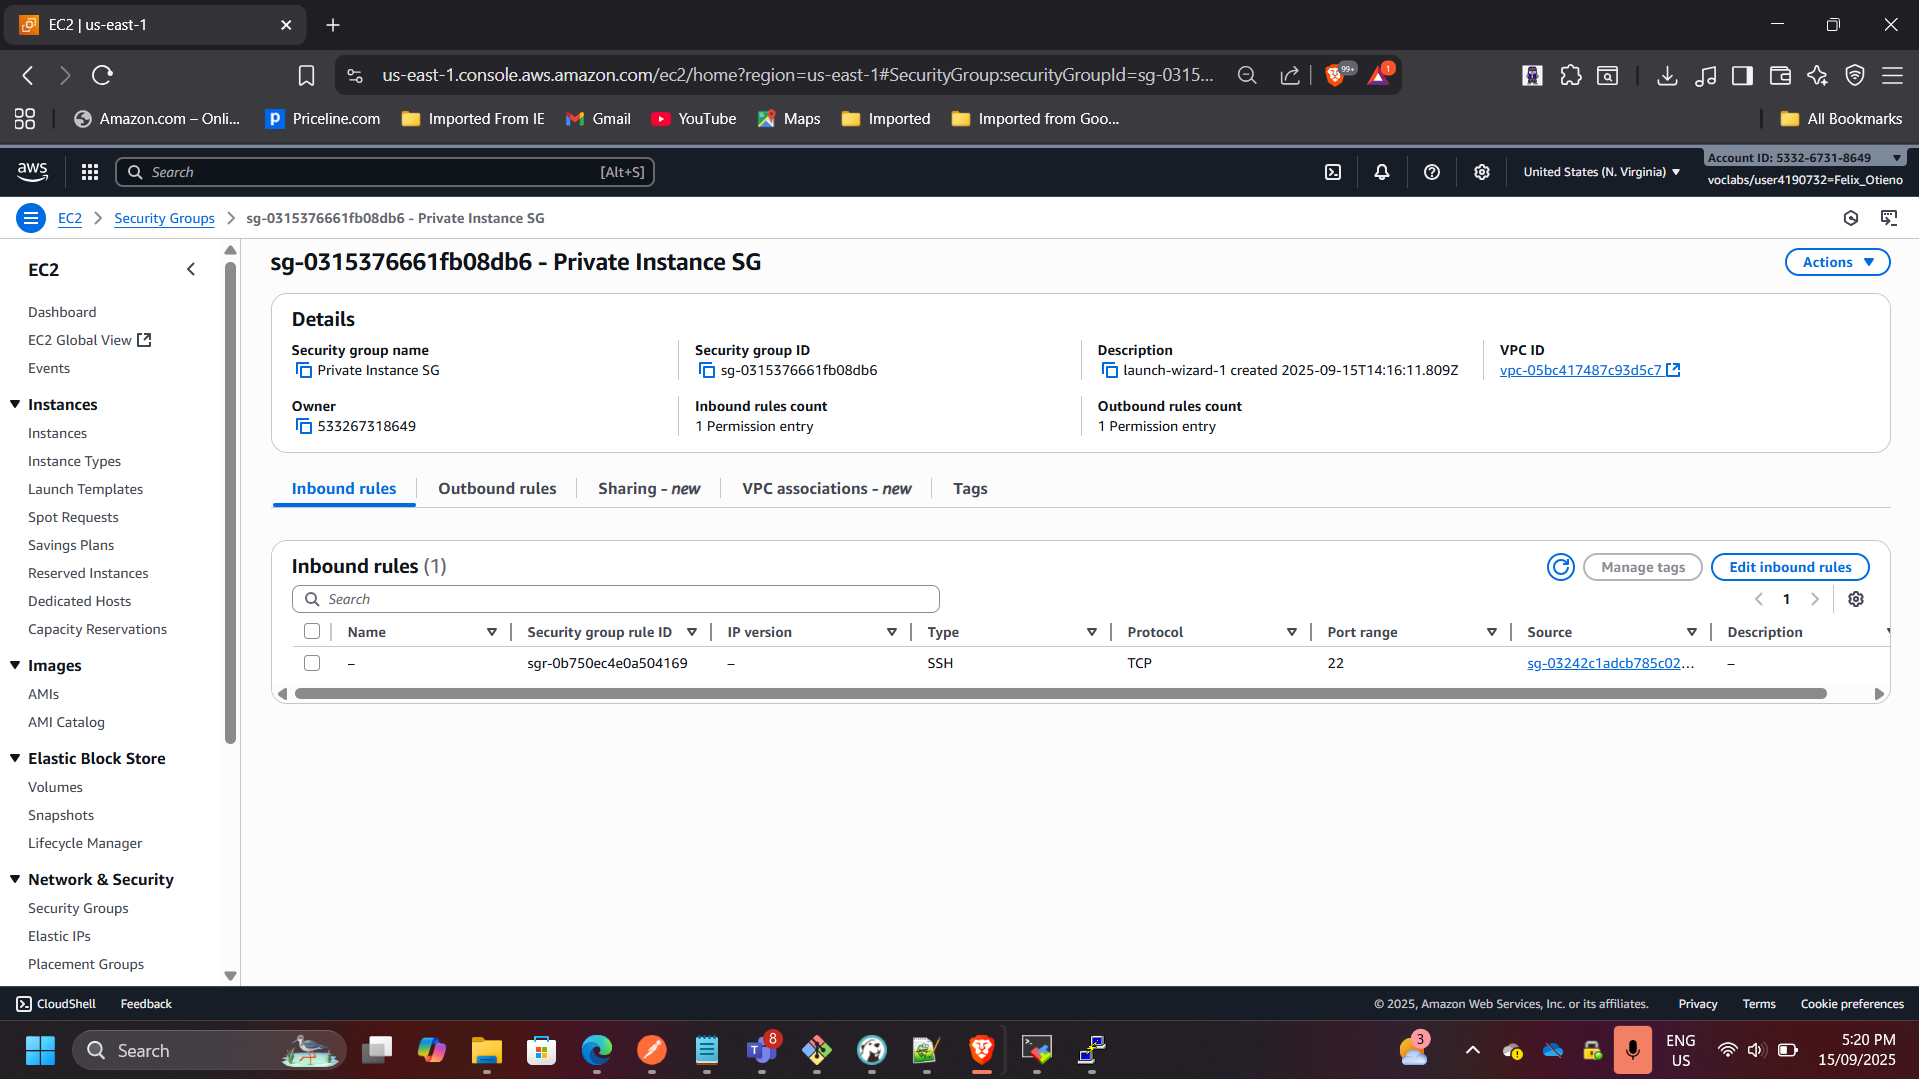 EC2 | us-east-1
us-east-1.console.aws.amazon.com/ec2/home?region=us-east-1#SecurityGroup:securityGroupId=sg-0315...
99+
1
Amazon.com – Onli...
Priceline.com
Imported From IE
Gmail
YouTube
Maps
Imported
Imported from Goo...
All Bookmarks
aws
Search
[Alt+S]
United States (N. Virginia)
Account ID: 5332-6731-8649
voclabs/user4190732=Felix_Otieno
EC2
Security Groups
sg-0315376661fb08db6 - Private Instance SG
EC2
Dashboard
EC2 Global View
Events
Instances
Instances
Instance Types
Launch Templates
Spot Requests
Savings Plans
Reserved Instances
Dedicated Hosts
Capacity Reservations
Images
AMIs
AMI Catalog
Elastic Block Store
Volumes
Snapshots
Lifecycle Manager
Network & Security
Security Groups
Elastic IPs
Placement Groups
sg-0315376661fb08db6 - Private Instance SG
Actions
Details
Security group name
Private Instance SG
Security group ID
sg-0315376661fb08db6
Description
launch-wizard-1 created 2025-09-15T14:16:11.809Z
VPC ID
vpc-05bc417487c93d5c7
Owner
533267318649
Inbound rules count
1 Permission entry
Outbound rules count
1 Permission entry
Inbound rules
Outbound rules
Sharing - new
VPC associations - new
Tags
Inbound rules (1)
Manage tags
Edit inbound rules
Search
1
Name Security group rule ID IP version Type Protocol Port range Source Description
– sgr-0b750ec4e0a504169 – SSH TCP 22 sg-03242c1adcb785c02... –
CloudShell
Feedback
© 2025, Amazon Web Services, Inc. or its affiliates.
Privacy
Terms
Cookie preferences
Search
8
3
ENG
US
5:20 PM
15/09/2025